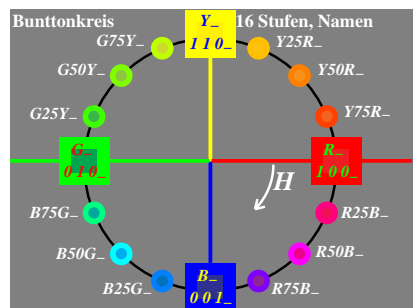 Bunttonkreis
Y_
1 1 0_
16 Stufen, Namen
G75Y_
Y25R_
G50Y_
Y50R_
G25Y_
Y75R_
G_
0 1 0_
R_
1 0 0_
H
B75G_
R25B_
B50G_
R50B_
B25G_
B_
0 0 1_
R75B_